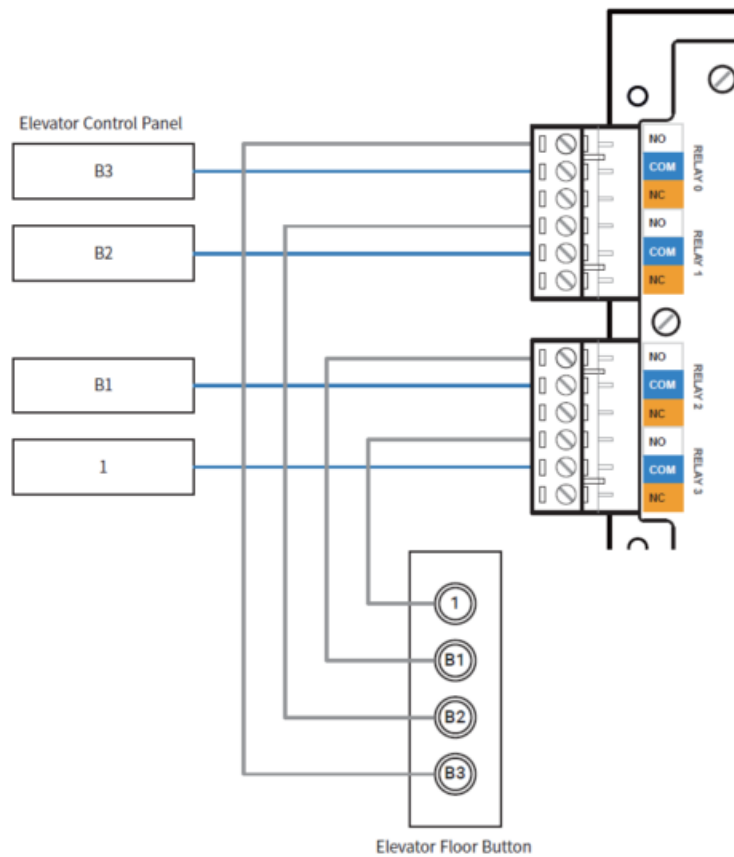 Elevator Control Panel
B3
B2
B1
1
NO
COM
NC
RELAY 0
NO
COM
NC
RELAY 1
NO
COM
NC
RELAY 2
NO
COM
NC
RELAY 3
1
B1
B2
B3
Elevator Floor Button